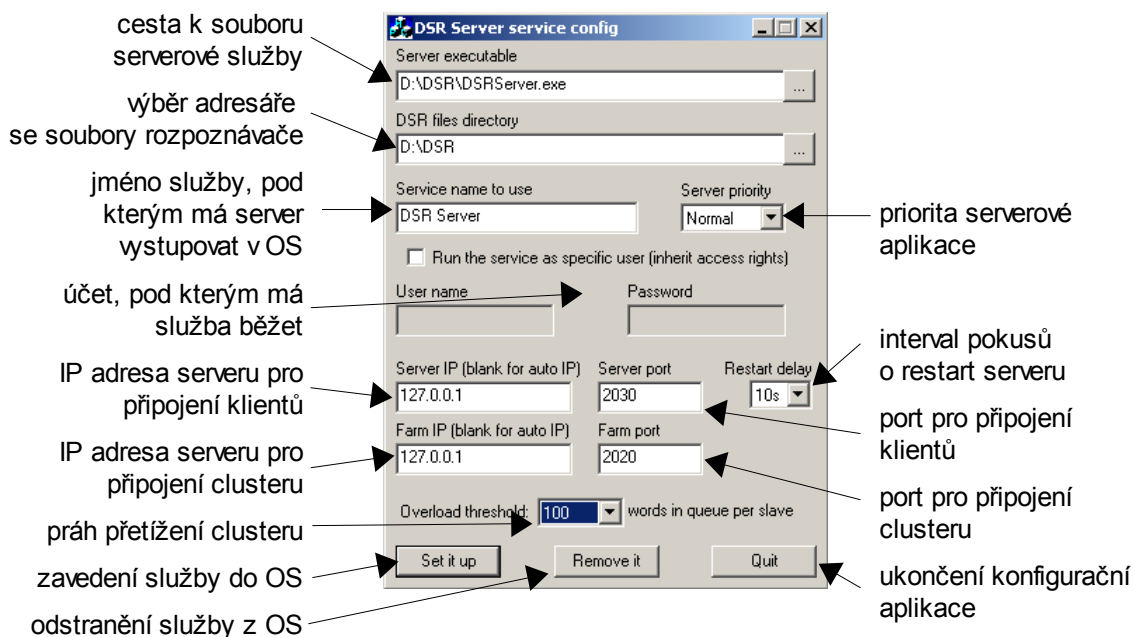 cesta k souboru
serverové služby
výběr adresáře
se soubory rozpoznávače
jméno služby, pod
kterým má server
vystupovat v OS
účet, pod kterým má
služba běžet
IP adresa serveru pro
připojení klientů
IP adresa serveru pro
připojení clusteru
práh přetížení clusteru
zavedení služby do OS
odstranění služby z OS
DSR Server service config
Server executable
D:\DSR\DSRServer.exe
...
DSR files directory
D:\DSR
...
Service name to use
Server priority
DSR Server
Normal
Run the service as specific user (inherit access rights)
User name
Password
Server IP (blank for auto IP)
Server port
Restart delay
127.0.0.1
2030
10s
Farm IP (blank for auto IP)
Farm port
127.0.0.1
2020
Overload threshold: 100 words in queue per slave
Set it up
Remove it
Quit
priorita serverové
aplikace
interval pokusů
o restart serveru
port pro připojení
klientů
port pro připojení
clusteru
ukončení konfigurační
aplikace